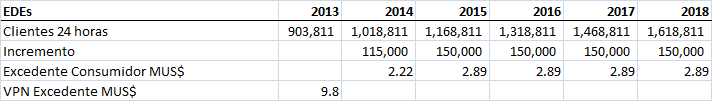 EDEs 2013 2014 2015 2016 2017 2018
Clientes 24 horas 903,811 1,018,811 1,168,811 1,318,811 1,468,811 1,618,811
Incremento 115,000 150,000 150,000 150,000 150,000
Excedente Consumidor MUS$ 2.22 2.89 2.89 2.89 2.89
VPN Excedente MUS$ 9.8